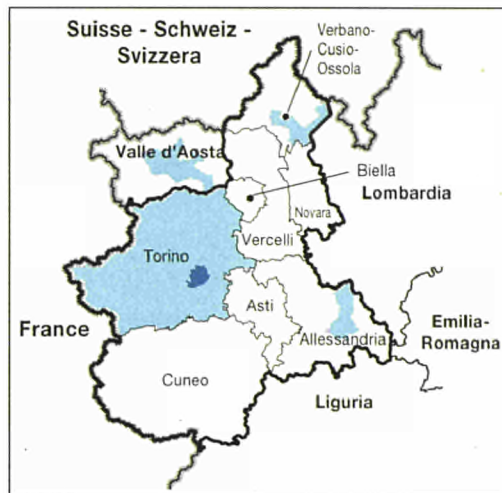 Suisse - Schweiz -
Svizzera
Verbano-
Cusio-
Ossola
Valle d'Aosta
Biella
Lombardia
Novara
Vercelli
Torino
Asti
France
Allessandria
Emilia-
Romagna
Cuneo
Liguria